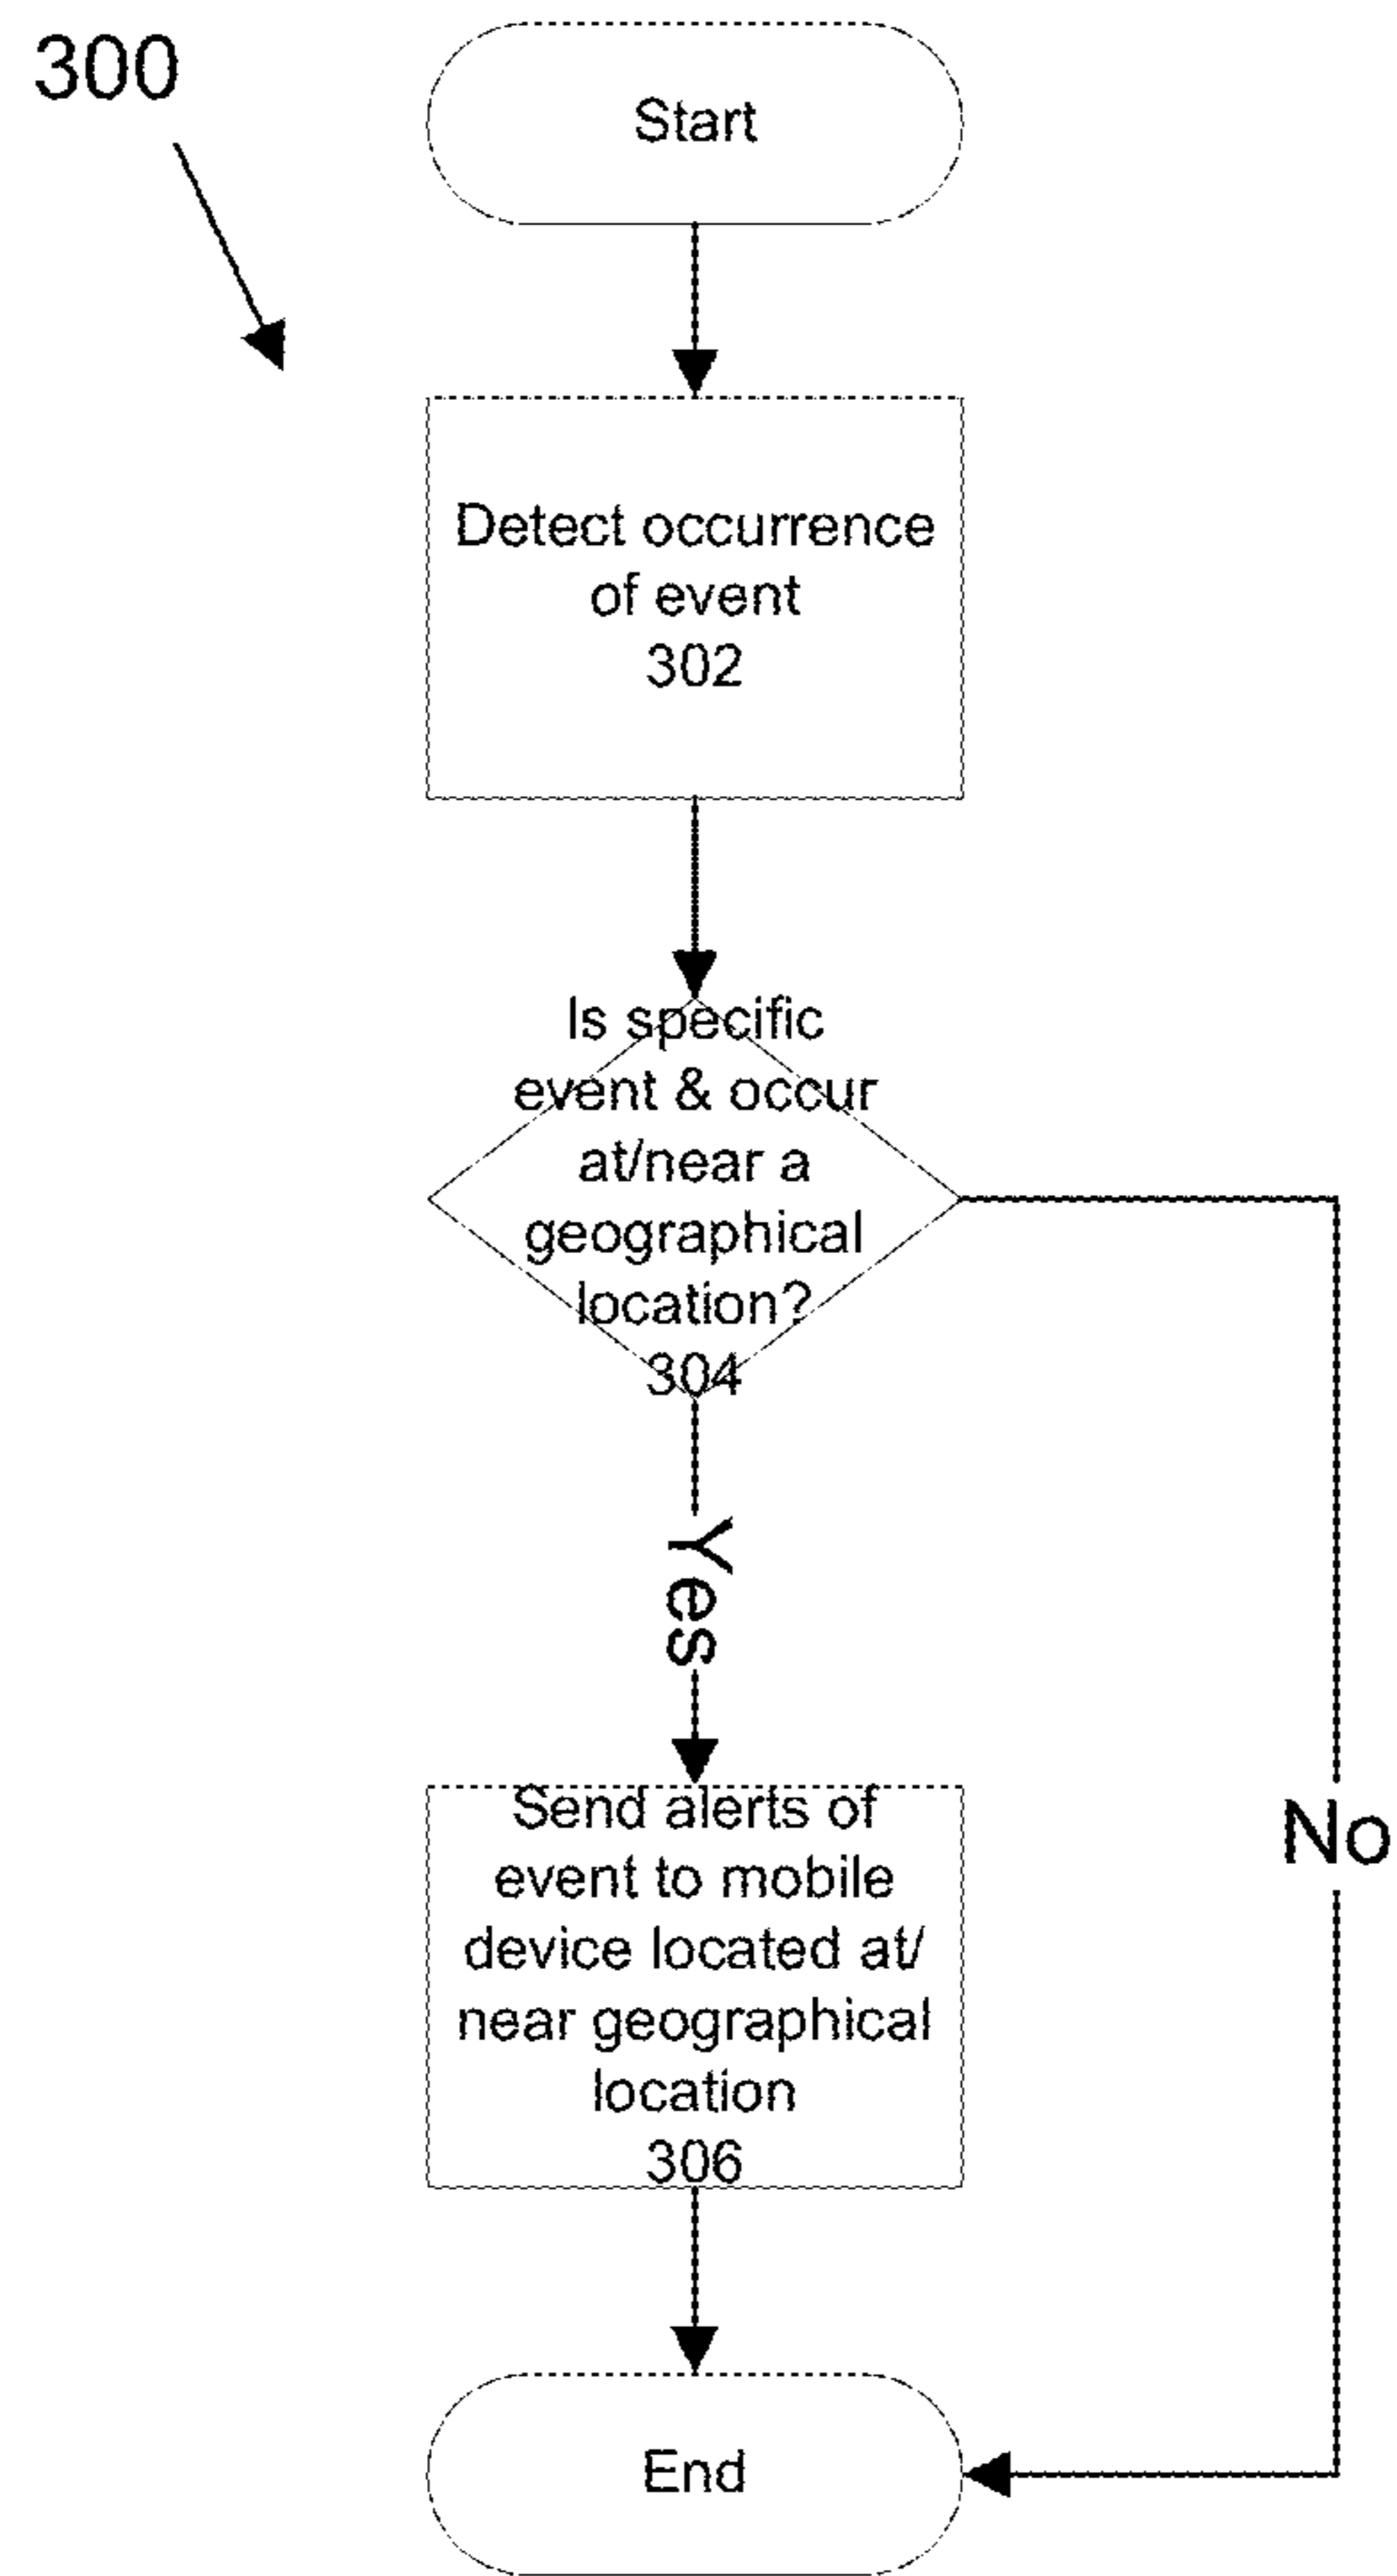 300
Start
Detect occurrence
of event
302
Is specific
event & occur
at/near a
geographical
location?
304
Yes
Send alerts of
event to mobile
device located at/
near geographical
location
306
No
End